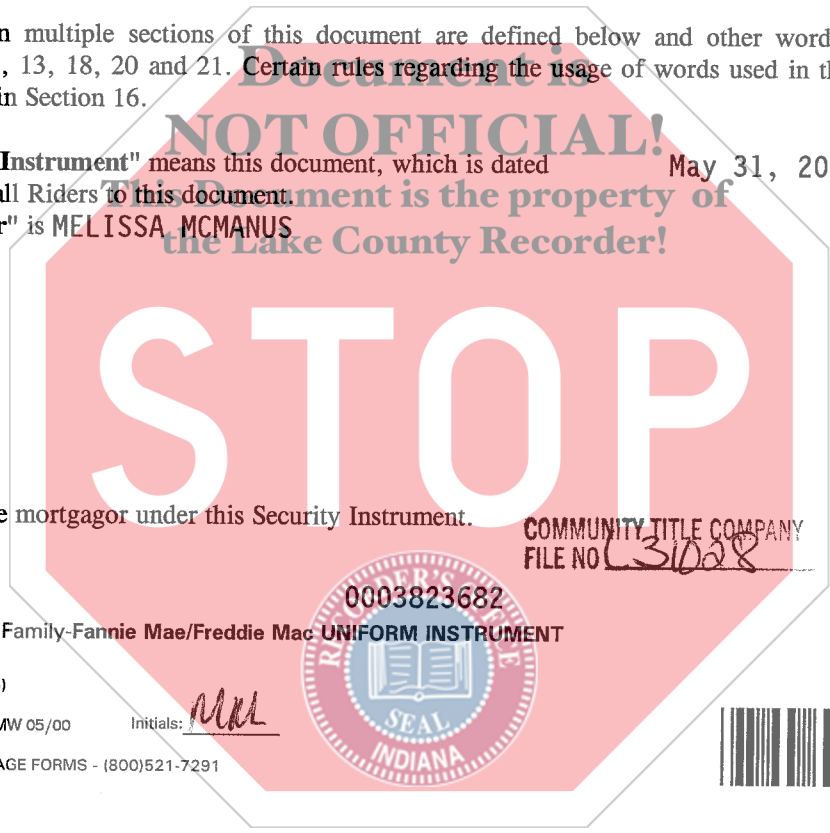 n multiple sections of this document are defined below and other word
, 13, 18, 20 and 21. Certain rules regarding the usage of words used in th
in Section 16.
Document is
NOT OFFICIAL!
Instrument" means this document, which is dated May 31, 20
all Riders to this document.
This Document is the property of
r" is MELISSA MCMANUS
the Lake County Recorder!
STOP
e mortgagor under this Security Instrument.
COMMUNITY TITLE COMPANY
FILE NO L31028
0003823682
Family-Fannie Mae/Freddie Mac UNIFORM INSTRUMENT
)
MW 05/00 Initials:
AGE FORMS - (800)521-7291
RECORDER'S OFFICE
SEAL
INDIANA